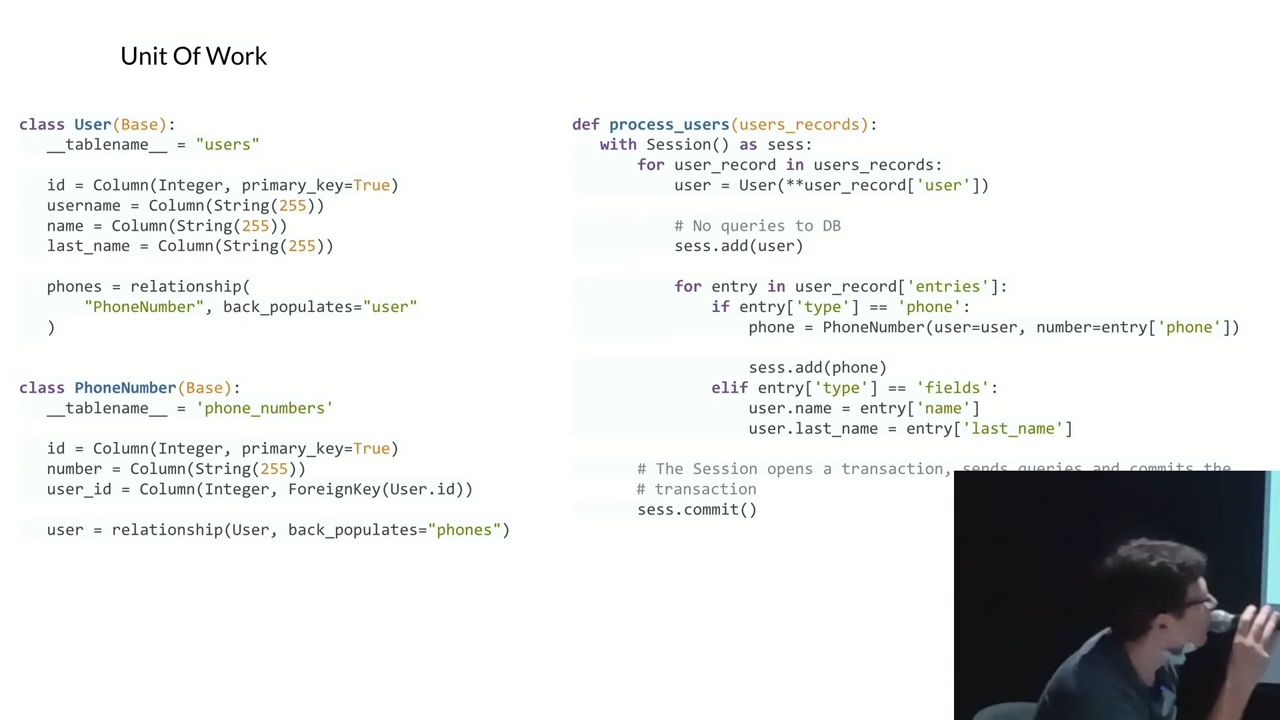 Unit Of Work
class User(Base):
    __tablename__ = "users"
    id = Column(Integer, primary_key=True)
    username = Column(String(255))
    name = Column(String(255))
    last_name = Column(String(255))
    phones = relationship(
        "PhoneNumber", back_populates="user"
    )
class PhoneNumber(Base):
    __tablename__ = 'phone_numbers'
    id = Column(Integer, primary_key=True)
    number = Column(String(255))
    user_id = Column(Integer, ForeignKey(User.id))
    user = relationship(User, back_populates="phones")
def process_users(users_records):
    with Session() as sess:
        for user_record in users_records:
            user = User(**user_record['user'])
            # No queries to DB
            sess.add(user)
            for entry in user_record['entries']:
                if entry['type'] == 'phone':
                    phone = PhoneNumber(user=user, number=entry['phone'])
                    sess.add(phone)
                elif entry['type'] == 'fields':
                    user.name = entry['name']
                    user.last_name = entry['last_name']
        # The Session opens a transaction, sends queries and commits the
        # transaction
        sess.commit()